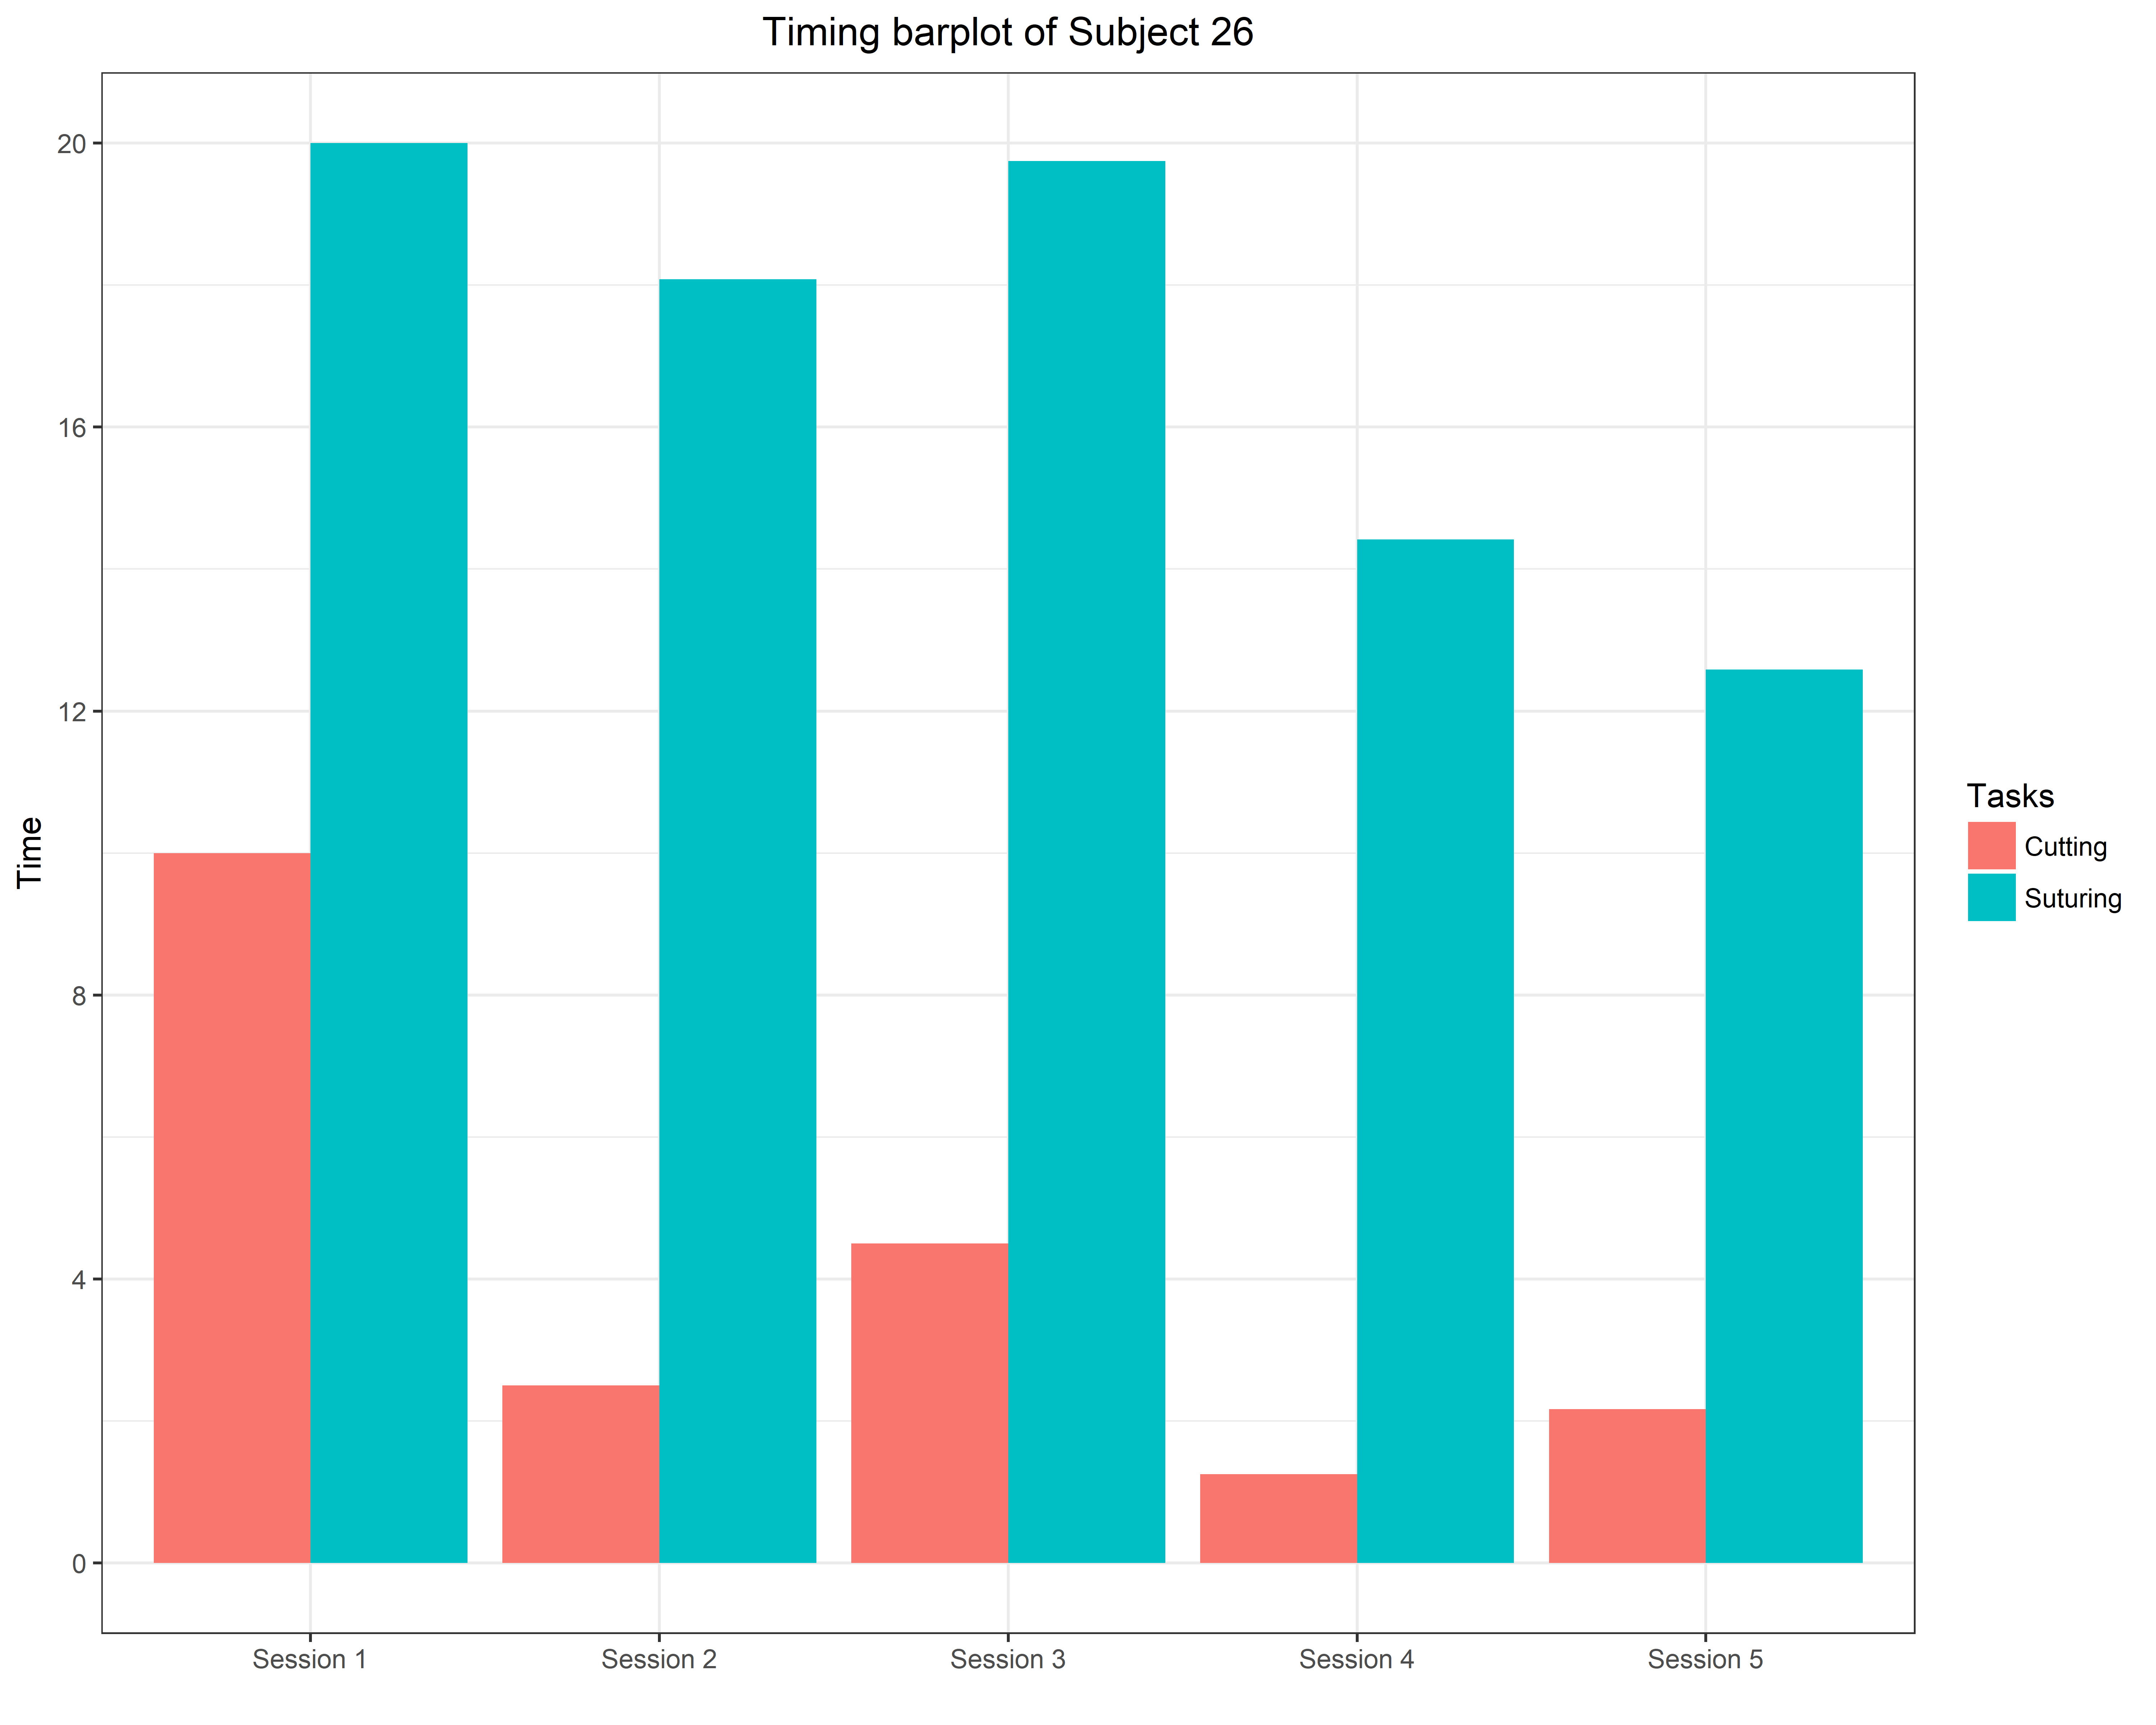 Timing barplot of Subject 26
Time
20
16
12
8
4
0
Session 1
Session 2
Session 3
Session 4
Session 5
Tasks
Cutting
Suturing